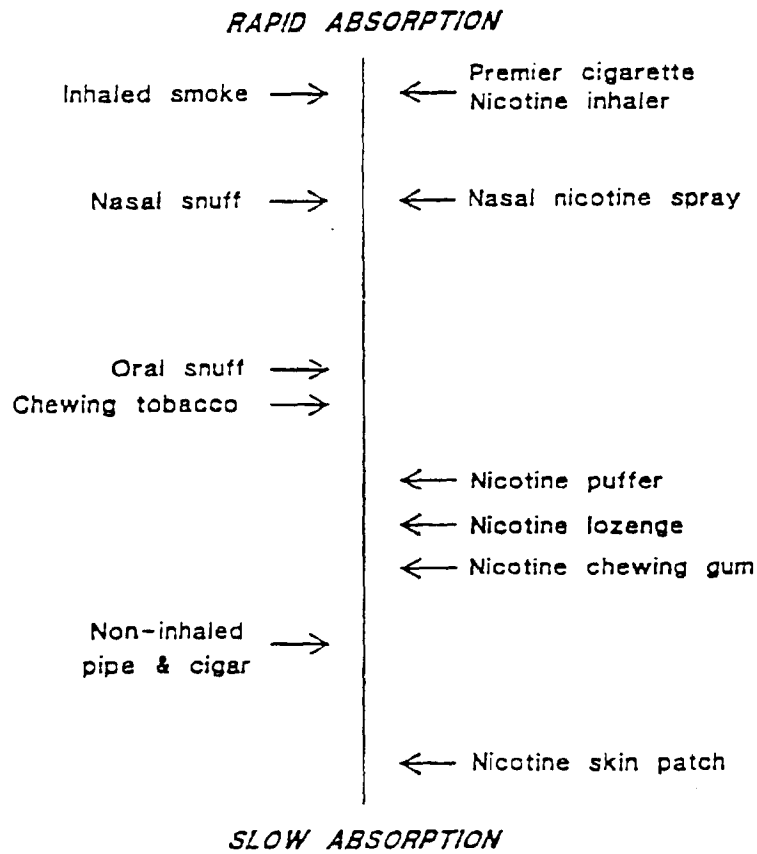 RAPID ABSORPTION
Inhaled smoke
Premier cigarette
Nicotine inhaler
Nasal snuff
Nasal nicotine spray
Oral snuff
Chewing tobacco
Nicotine puffer
Nicotine lozenge
Nicotine chewing gum
Non-inhaled
pipe & cigar
Nicotine skin patch
SLOW ABSORPTION